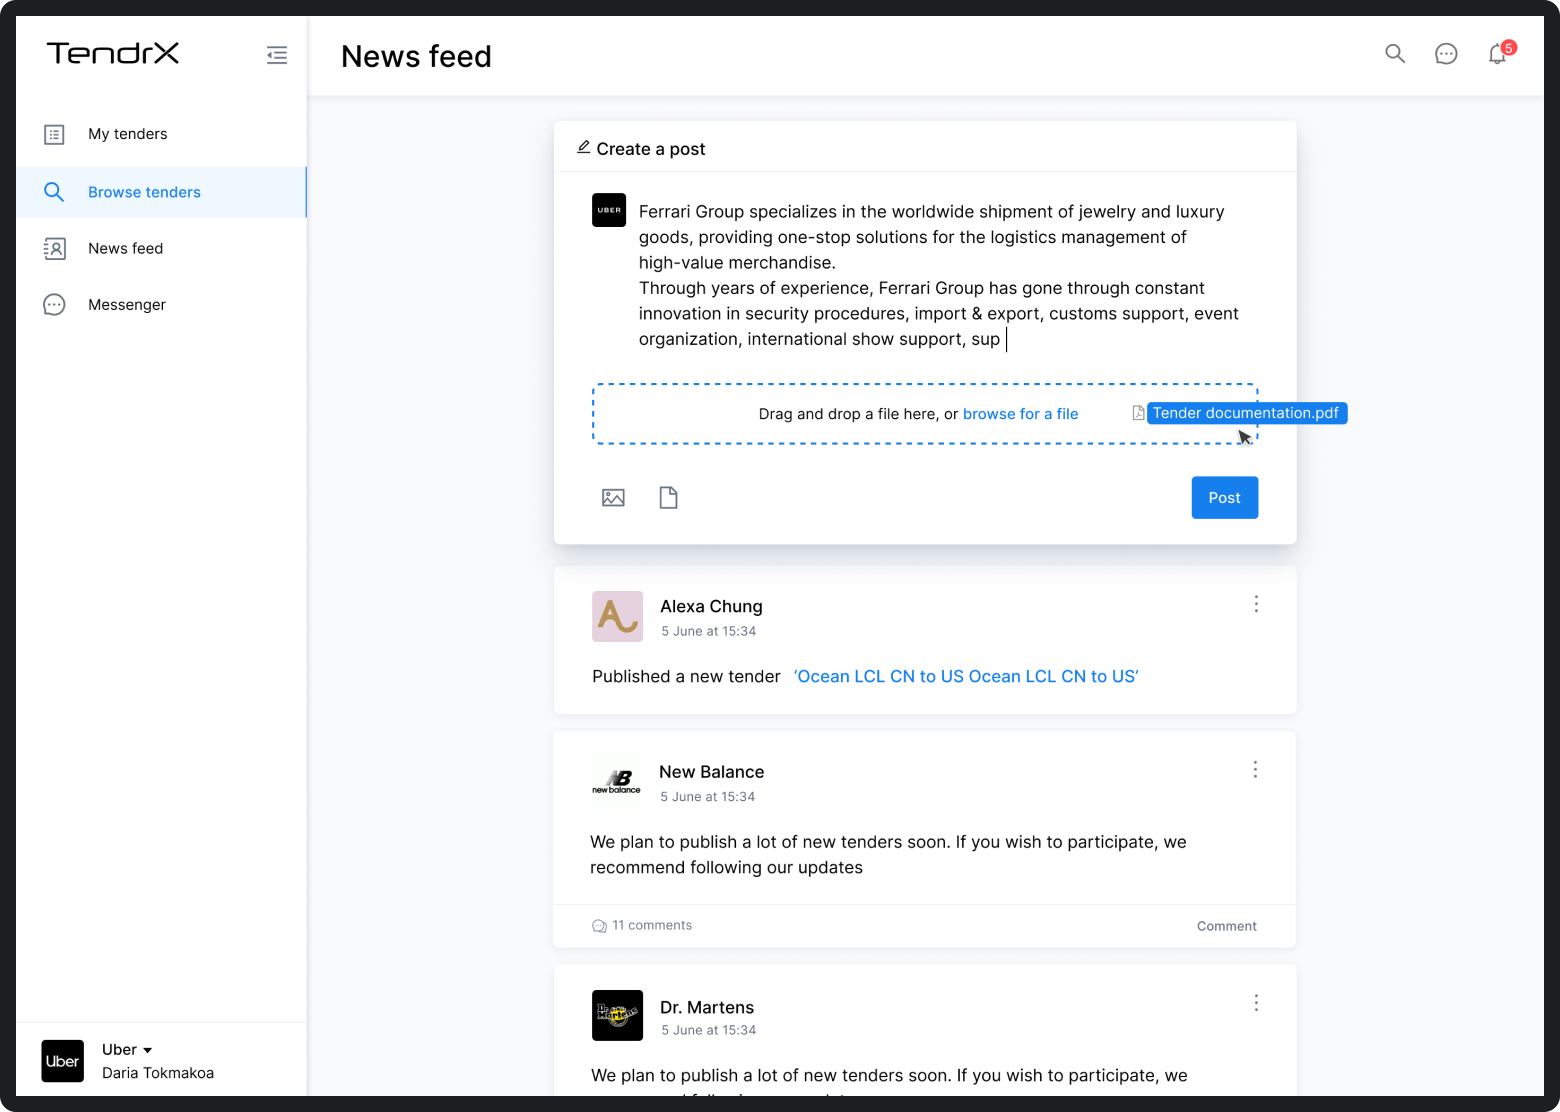 TendrX
News feed
5
My tenders
Browse tenders
News feed
Messenger
Create a post
UBER
Ferrari Group specializes in the worldwide shipment of jewelry and luxury
goods, providing one-stop solutions for the logistics management of
high-value merchandise.
Through years of experience, Ferrari Group has gone through constant
innovation in security procedures, import & export, customs support, event
organization, international show support, sup
Drag and drop a file here, or browse for a file
Tender documentation.pdf
Post
Alexa Chung
5 June at 15:34
Published a new tender ‘Ocean LCL CN to US Ocean LCL CN to US’
NB
new balance
New Balance
5 June at 15:34
We plan to publish a lot of new tenders soon. If you wish to participate, we
recommend following our updates
11 comments
Comment
Dr. Martens
Dr. Martens
5 June at 15:34
We plan to publish a lot of new tenders soon. If you wish to participate, we
Uber
Uber
Daria Tokmakoa